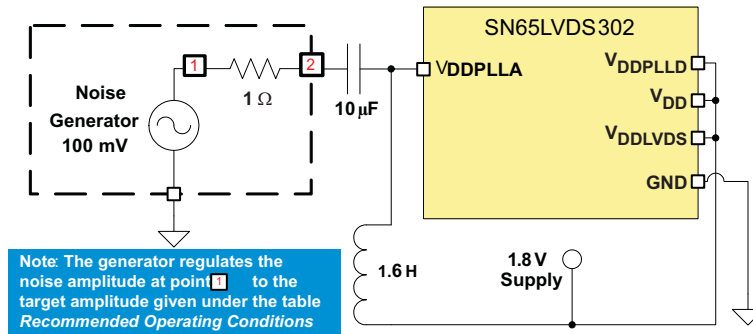 SN65LVDS302
1
2
1 Ω
10 μF
Noise
Generator
100 mV
VDDPLLA
VDDPLLD
VDD
VDDLVDS
GND
1.6 H
1.8 V
Supply
Note: The generator regulates the
noise amplitude at point 1 to the
target amplitude given under the table
Recommended Operating Conditions